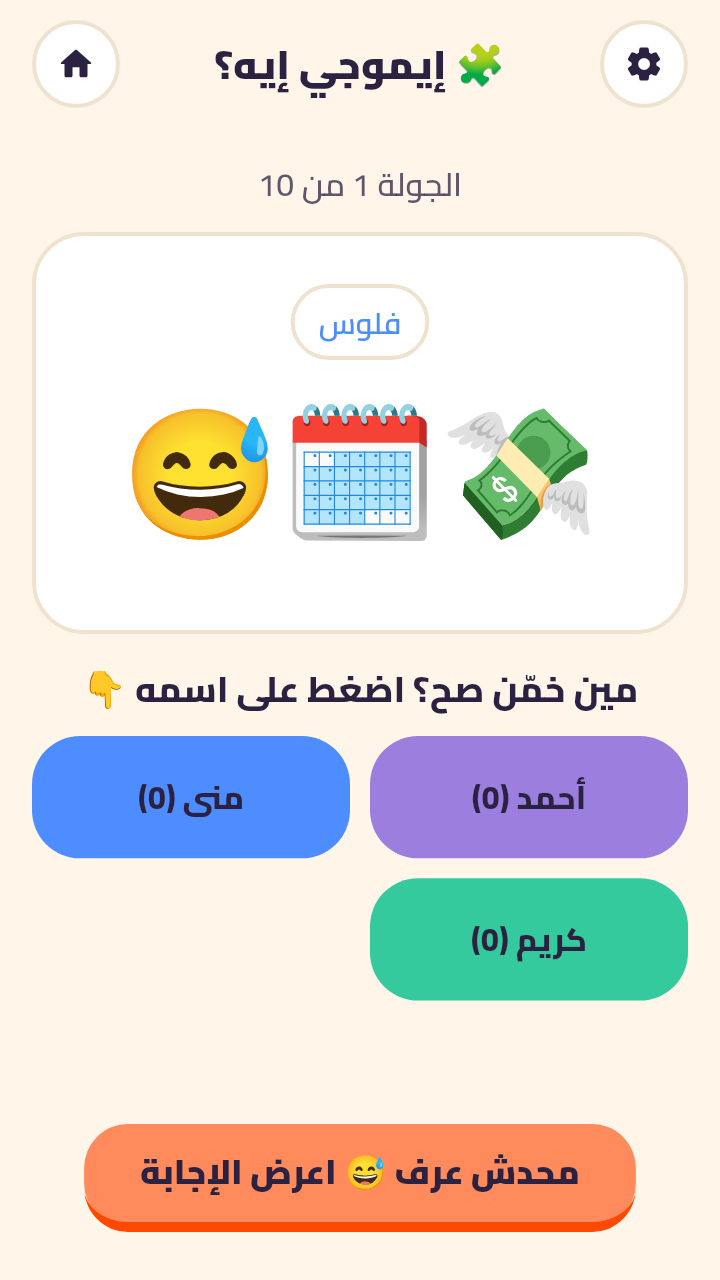 🧩 إيموجي إيه؟
الجولة 1 من 10
فلوس
💸🗓😅
مين خمّن صح؟ اضغط على اسمه 👇
أحمد (0)
منى (0)
كريم (0)
محدش عرف 😅 اعرض الإجابة